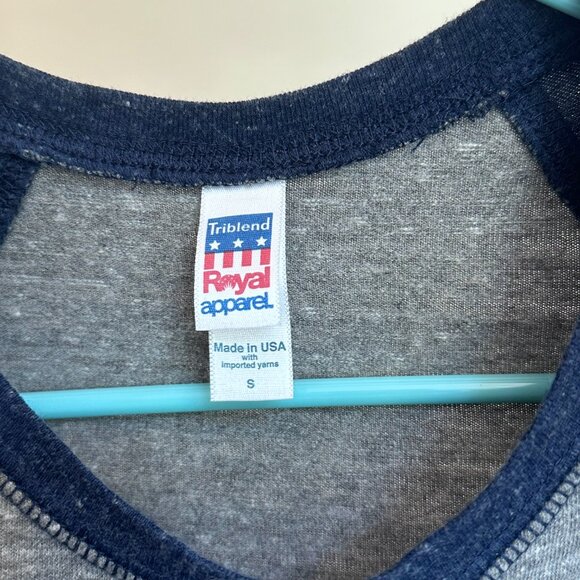 Triblend
Royal
apparel.
Made in USA
with
imported yarns
S